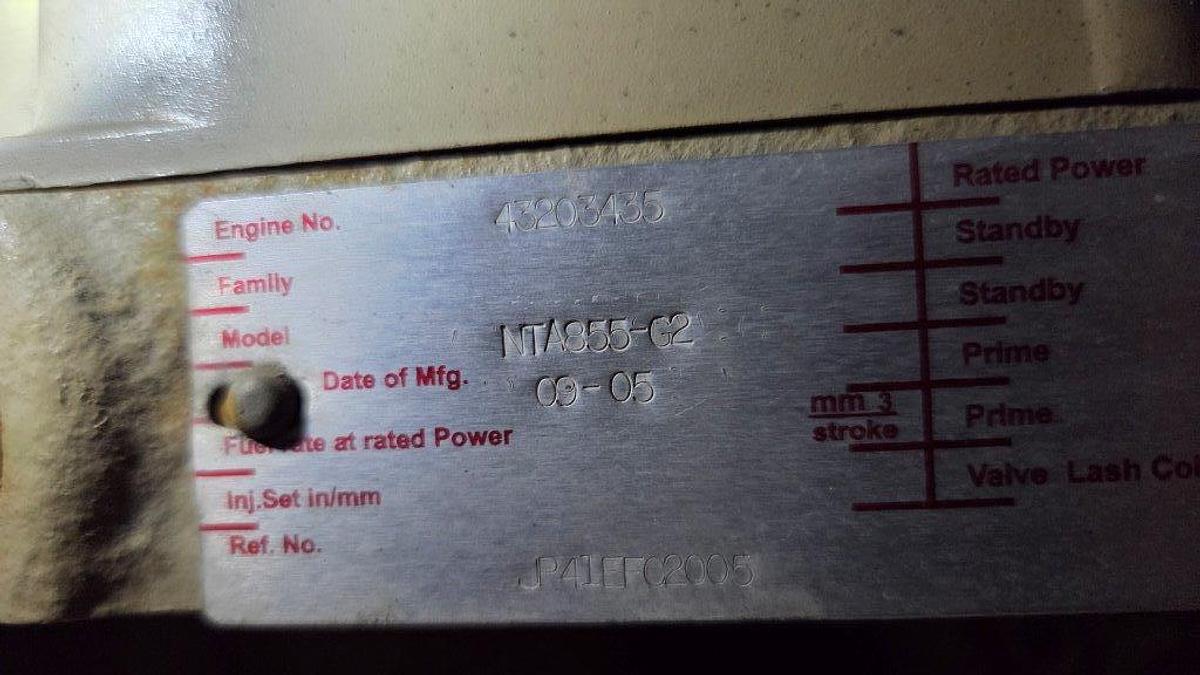 Engine No. 43203435
Family
Model NTA855-G2
Date of Mfg. 09-05
Fuel Rate at rated Power
Inj.Set in/mm
Ref. No. JP41EFC2005
Rated Power
Standby
Standby
Prime
mm 3
stroke
Prime
Valve Lash